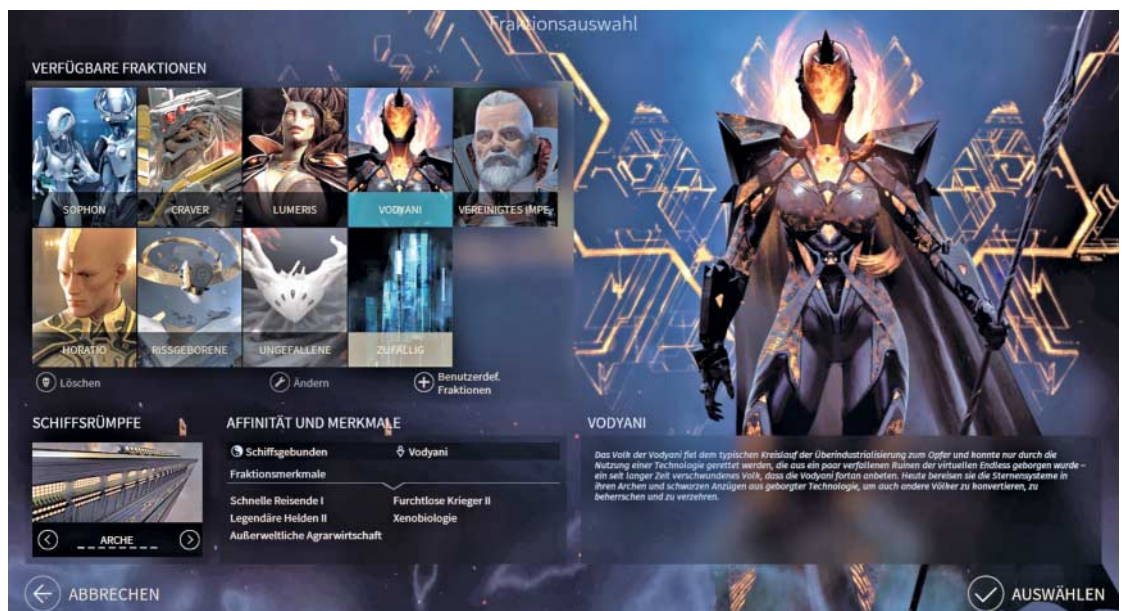 Fraktionsauswahl
VERFÜGBARE FRAKTIONEN
SOPHON
CRAVER
LUMERIS
VODYANI
VEREINIGTES IMPE
HORATIO
RISSGEBORENE
UNGEFALLENE
ZUFÄLLIG
Löschen
Ändern
Benutzerdef.
Fraktionen
SCHIFFSRÜMPFE
ARCHE
AFFINITÄT UND MERKMALE
Schiffsgebunden
Vodyani
Fraktionsmerkmale
Schnelle Reisende I
Furchtlose Krieger II
Legendäre Helden II
Xenobiologie
Außerweltliche Agrarwirtschaft
VODYANI
Das Volk der Vodyani fiel dem typischen Kreislauf der Überindustrialisierung zum Opfer und konnte nur durch die
Nutzung einer Technologie gerettet werden, die aus ein paar verfallenen Ruinen der virtuellen Endless geborgen wurde –
ein seit langer Zeit verschwundenes Volk, dass die Vodyani fortan anbeten. Heute bereisen sie die Sternensysteme in
ihren Archen und schwarzen Anzügen aus geborgter Technologie, um auch andere Völker zu konvertieren, zu
beherrschen und zu verzehren.
ABBRECHEN
AUSWÄHLEN